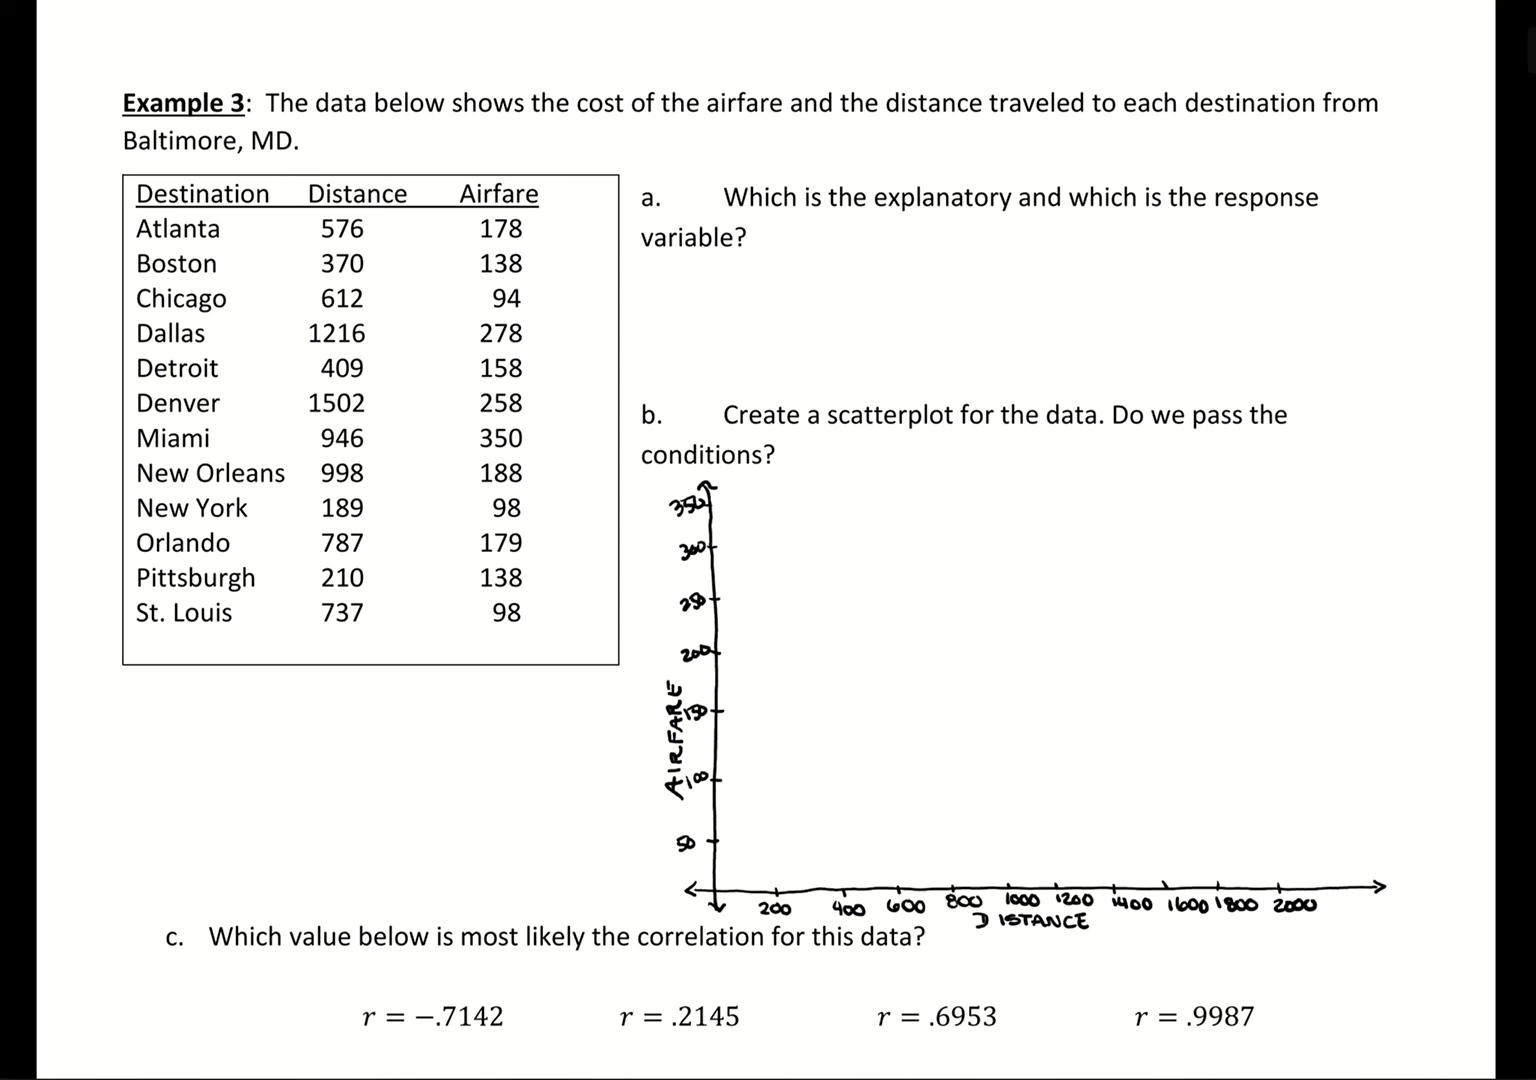 Example 3: The data below shows the cost of the airfare and the distance traveled to each destination from
Baltimore, MD.
Destination Distance Airfare
Atlanta 576 178
Boston 370 138
Chicago 612 94
Dallas 1216 278
Detroit 409 158
Denver 1502 258
Miami 946 350
New Orleans 998 188
New York 189 98
Orlando 787 179
Pittsburgh 210 138
St. Louis 737 98
a. Which is the explanatory and which is the response
variable?
b. Create a scatterplot for the data. Do we pass the
conditions?
350
300
250
200
150
100
50
AIRFARE
200 400 600 800 1000 1200 1400 1600 1800 2000
DISTANCE
c. Which value below is most likely the correlation for this data?
r = −.7142 r = .2145 r = .6953 r = .9987